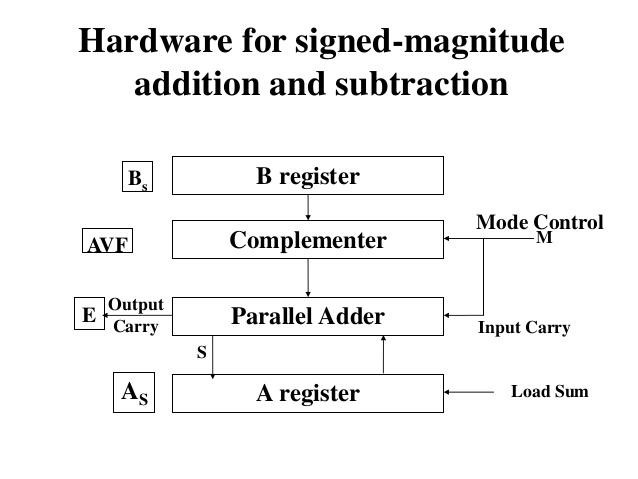 Hardware for signed-magnitude
addition and subtraction
Bs
B register
Mode Control
M
AVF
Complementer
E
Output
Carry
Parallel Adder
Input Carry
S
AS
A register
Load Sum